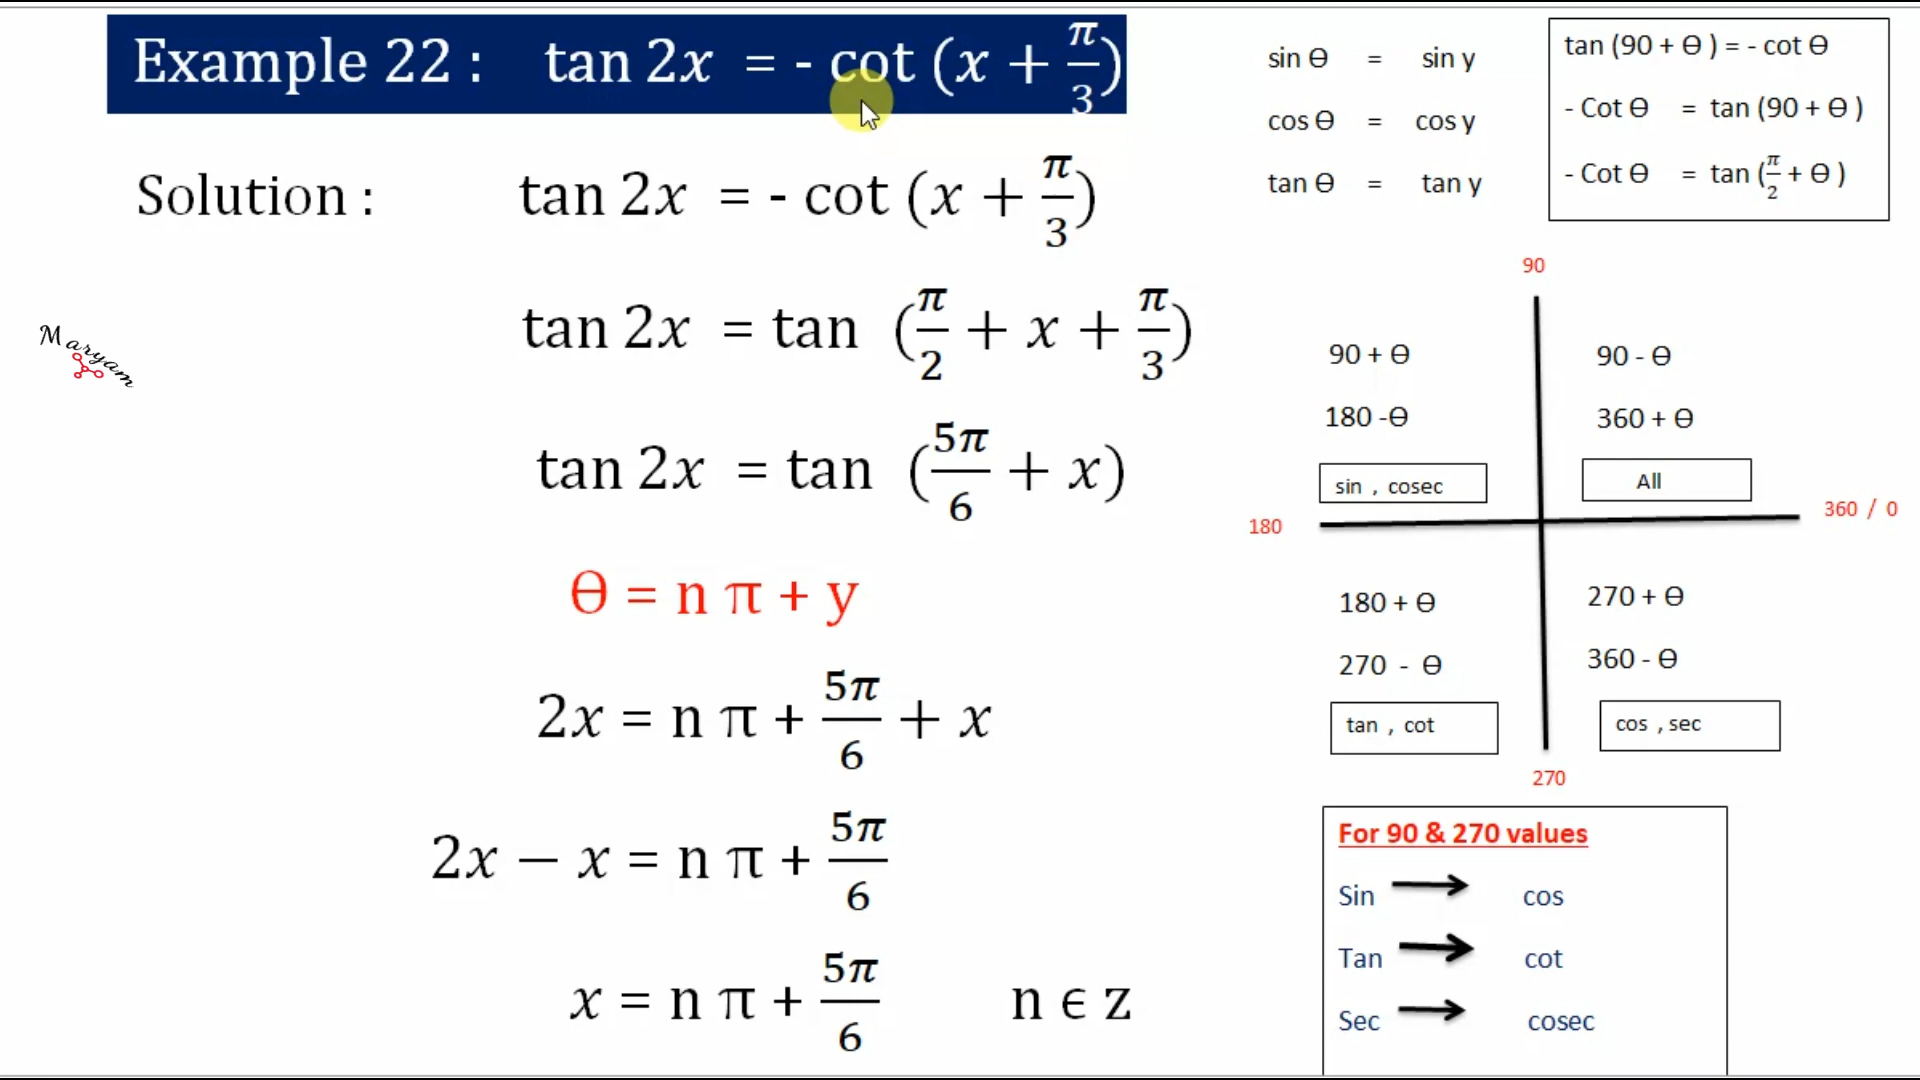 Example 22 : tan 2x = - cot (x + π/3)
Solution : tan 2x = - cot (x + π/3)
tan 2x = tan (π/2 + x + π/3)
tan 2x = tan (5π/6 + x)
Ɵ = n π + y
2x = n π + 5π/6 + x
2x − x = n π + 5π/6
x = n π + 5π/6 n ϵ z
Maryam
sin Ɵ = sin y
cos Ɵ = cos y
tan Ɵ = tan y
tan (90 + Ɵ ) = - cot Ɵ
- Cot Ɵ = tan (90 + Ɵ )
- Cot Ɵ = tan (π/2 + Ɵ )
90
90 + Ɵ 90 - Ɵ
180 -Ɵ 360 + Ɵ
sin , cosec All
180 360 / 0
180 + Ɵ 270 + Ɵ
270 - Ɵ 360 - Ɵ
tan , cot cos , sec
270
For 90 & 270 values
Sin cos
Tan cot
Sec cosec